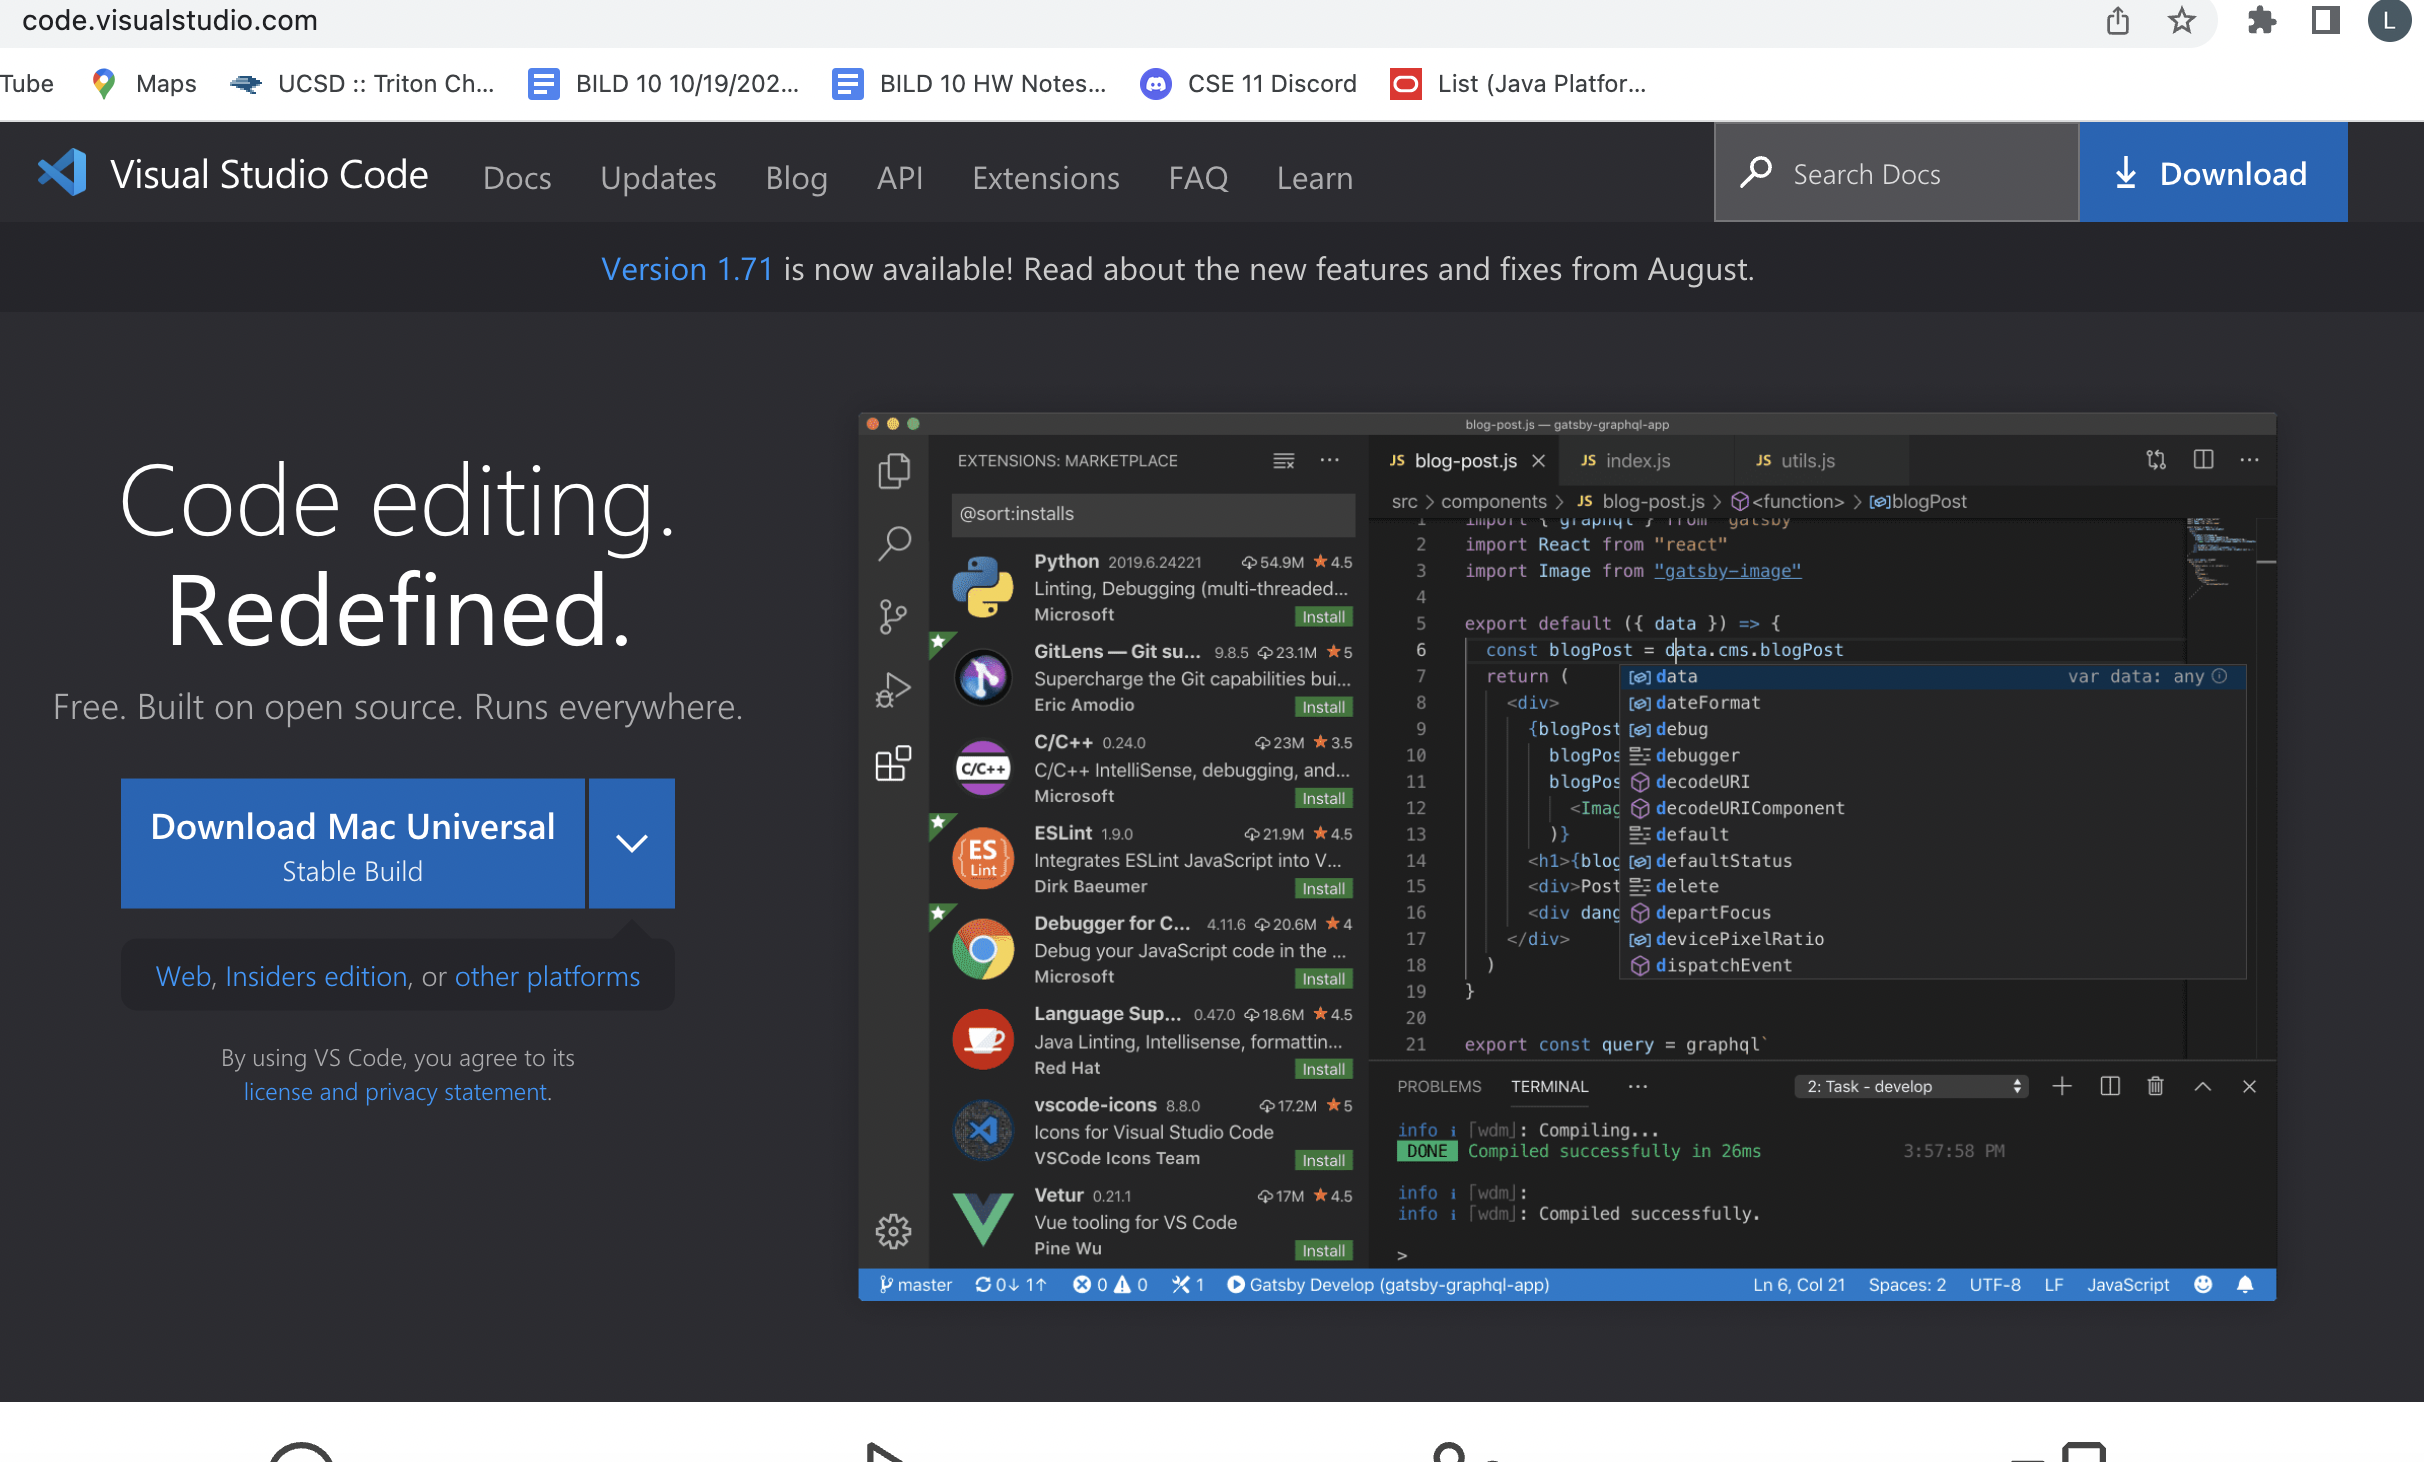 code.visualstudio.com
L
Tube Maps UCSD :: Triton Ch... BILD 10 10/19/202... BILD 10 HW Notes... CSE 11 Discord List (Java Platfor...
Visual Studio Code Docs Updates Blog API Extensions FAQ Learn Search Docs Download
Version 1.71 is now available! Read about the new features and fixes from August.
Code editing.
Redefined.
Free. Built on open source. Runs everywhere.
Download Mac Universal
Stable Build
Web, Insiders edition, or other platforms
By using VS Code, you agree to its
license and privacy statement.
blog-post.js — gatsby-graphql-app
EXTENSIONS: MARKETPLACE
@sort:installs
Python 2019.6.24221 54.9M 4.5
Linting, Debugging (multi-threaded...
Microsoft Install
GitLens — Git su... 9.8.5 23.1M 5
Supercharge the Git capabilities bui...
Eric Amodio Install
C/C++
C/C++ 0.24.0 23M 3.5
C/C++ IntelliSense, debugging, and...
Microsoft Install
ES
Lint
ESLint 1.9.0 21.9M 4.5
Integrates ESLint JavaScript into V...
Dirk Baeumer Install
Debugger for C... 4.11.6 20.6M 4
Debug your JavaScript code in the ...
Microsoft Install
Language Sup... 0.47.0 18.6M 4.5
Java Linting, Intellisense, formattin...
Red Hat Install
vscode-icons 8.8.0 17.2M 5
Icons for Visual Studio Code
VSCode Icons Team Install
Vetur 0.21.1 17M 4.5
Vue tooling for VS Code
Pine Wu Install
JS blog-post.js JS index.js JS utils.js
src > components > JS blog-post.js > <function> > blogPost
1 import { graphql } from "gatsby"
2 import React from "react"
3 import Image from "gatsby-image"
4
5 export default ({ data }) => {
6 const blogPost = data.cms.blogPost
7 return (
8 <div>
9 {blogPost
10 blogPos
11 blogPos
12 <Imag
13 )}
14 <h1>{blog
15 <div>Post
16 <div dang
17 </div>
18 )
19 }
20
21 export const query = graphql`
data var data: any
dateFormat
debug
debugger
decodeURI
decodeURIComponent
default
defaultStatus
delete
departFocus
devicePixelRatio
dispatchEvent
PROBLEMS TERMINAL ... 2: Task - develop
info i ｢wdm｣: Compiling...
DONE Compiled successfully in 26ms 3:57:58 PM
info i ｢wdm｣:
info i ｢wdm｣: Compiled successfully.
>
master 0↓ 1↑ 0 0 1 Gatsby Develop (gatsby-graphql-app) Ln 6, Col 21 Spaces: 2 UTF-8 LF JavaScript